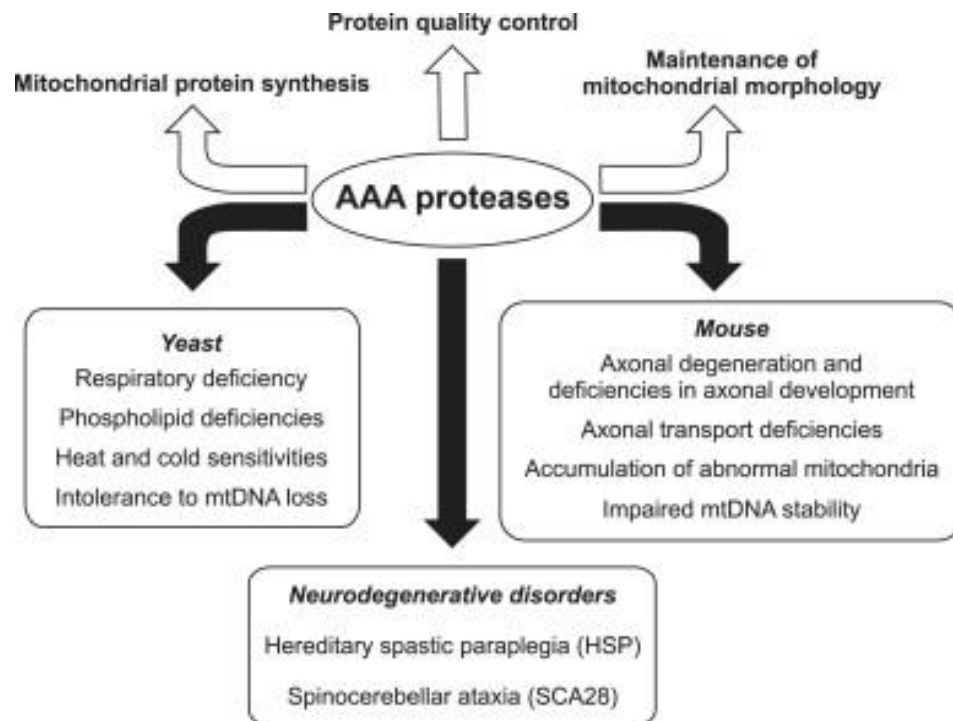 Protein quality control
Mitochondrial protein synthesis
Maintenance of
mitochondrial morphology
AAA proteases
Yeast
Respiratory deficiency
Phospholipid deficiencies
Heat and cold sensitivities
Intolerance to mtDNA loss
Mouse
Axonal degeneration and
deficiencies in axonal development
Axonal transport deficiencies
Accumulation of abnormal mitochondria
Impaired mtDNA stability
Neurodegenerative disorders
Hereditary spastic paraplegia (HSP)
Spinocerebellar ataxia (SCA28)